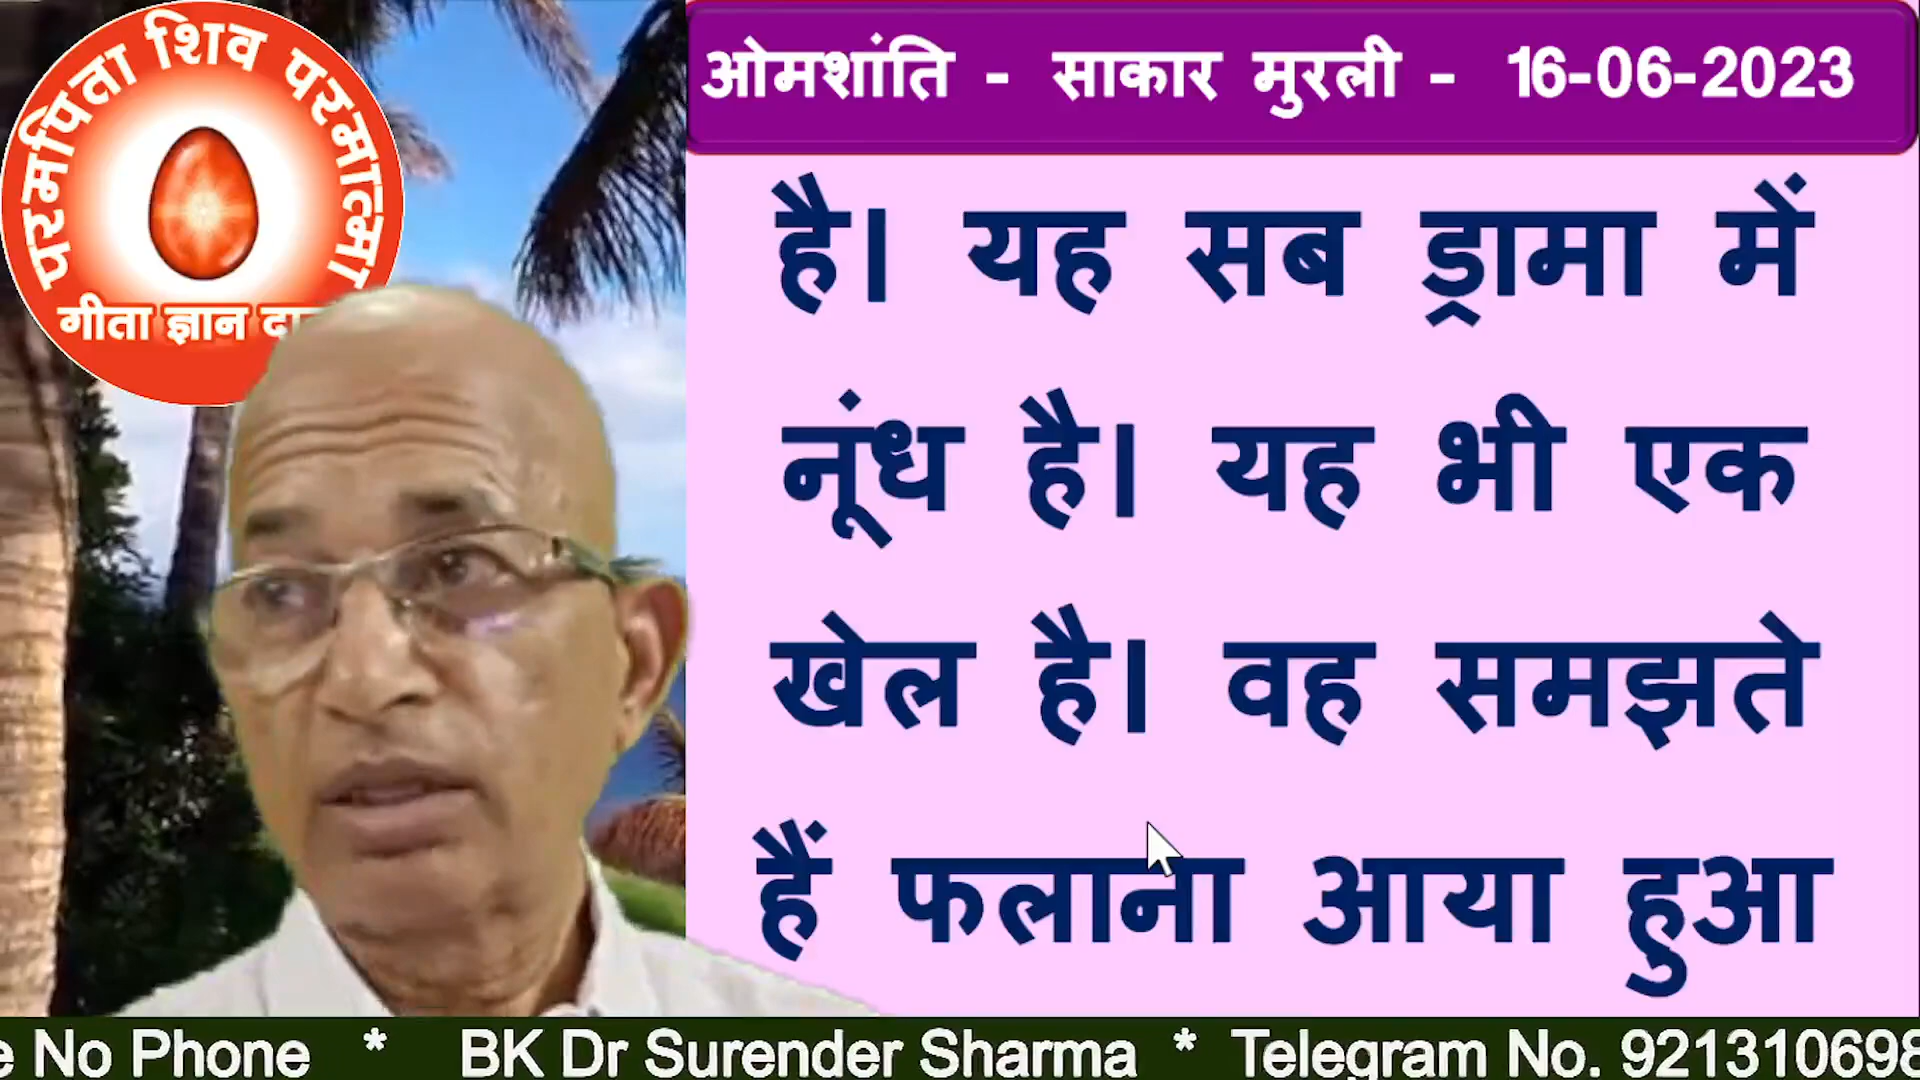 परमपिता शिव परमात्मा
गीता ज्ञान
ओमशांति - साकार मुरली - 16-06-2023
है। यह सब ड्रामा में
नूंध है। यह भी एक
खेल है। वह समझते
हैं फलाना आया हुआ
No Phone * BK Dr Surender Sharma * Telegram No. 921310698